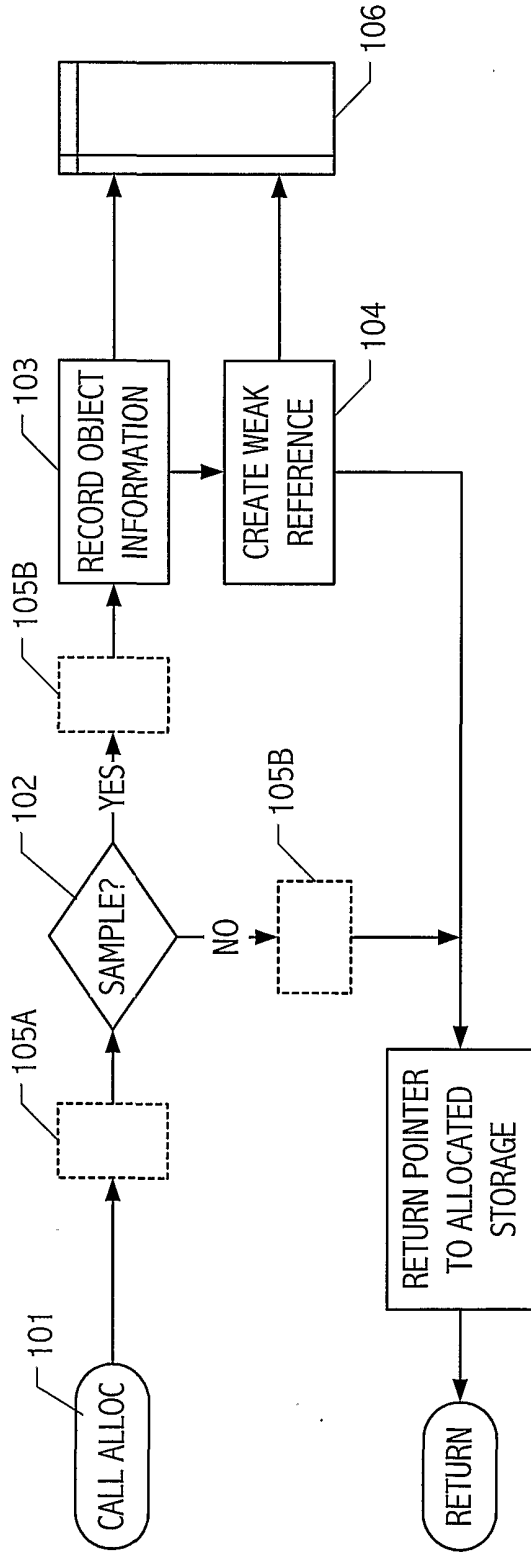 101
CALL ALLOC
105A
102
SAMPLE?
YES
NO
105B
105B
103
RECORD OBJECT
INFORMATION
104
CREATE WEAK
REFERENCE
106
RETURN POINTER
TO ALLOCATED
STORAGE
RETURN